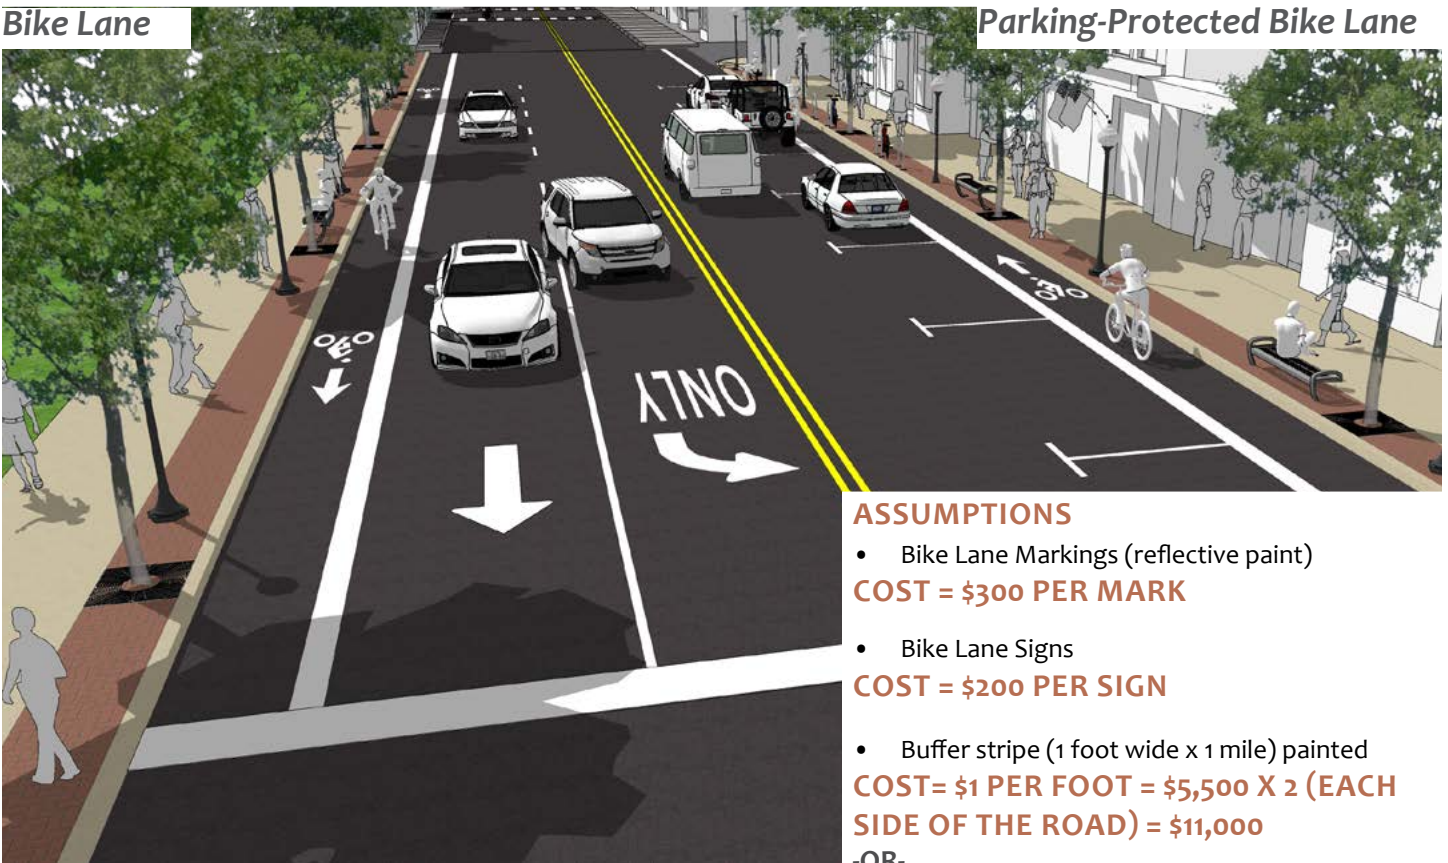 Bike Lane
Parking-Protected Bike Lane
ONLY
ASSUMPTIONS
• Bike Lane Markings (reflective paint)
COST = $300 PER MARK
• Bike Lane Signs
COST = $200 PER SIGN
• Buffer stripe (1 foot wide x 1 mile) painted
COST= $1 PER FOOT = $5,500 X 2 (EACH
SIDE OF THE ROAD) = $11,000
-OR-